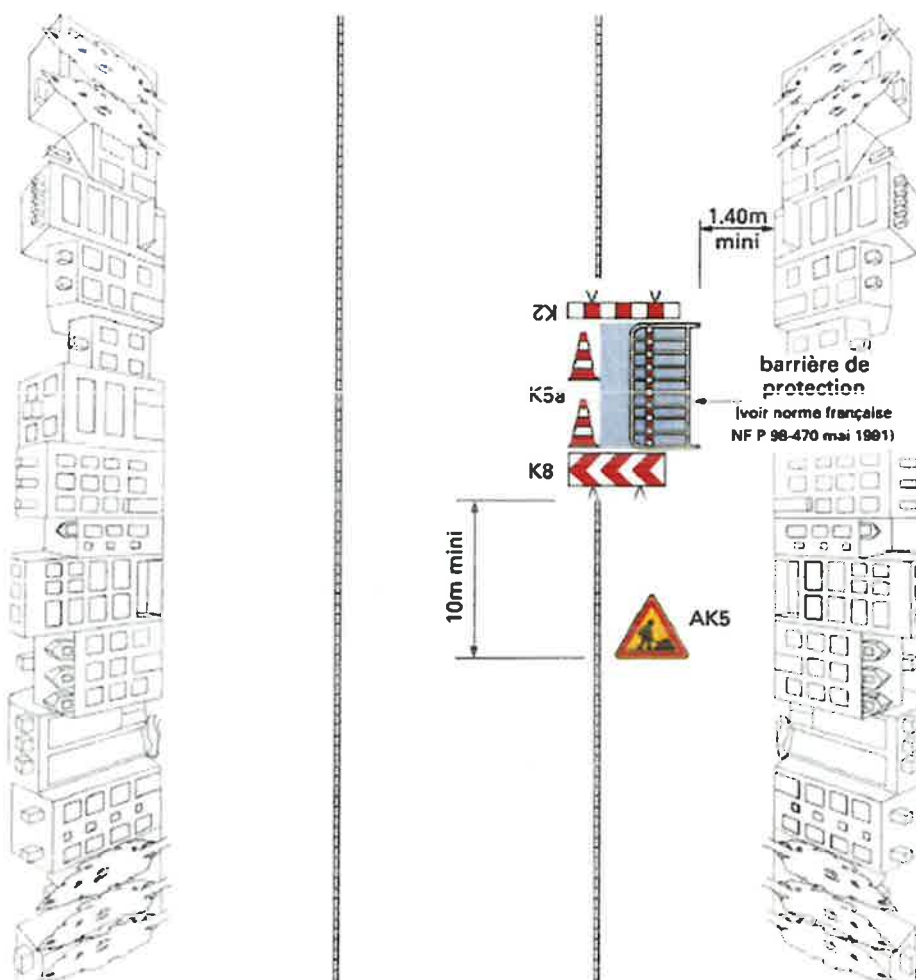 1.40m
mini
K2
K5a
barrière de
protection
(voir norme française
NF P 98-470 mai 1991)
K8
10m mini
AK5